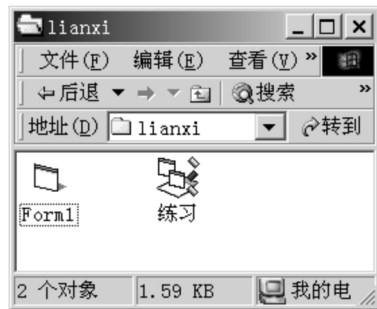 lianxi
文件(F) 编辑(E) 查看(V) »
后退 搜索 »
地址(D) lianxi 转到
Form1 练习
2 个对象 1.59 KB 我的电